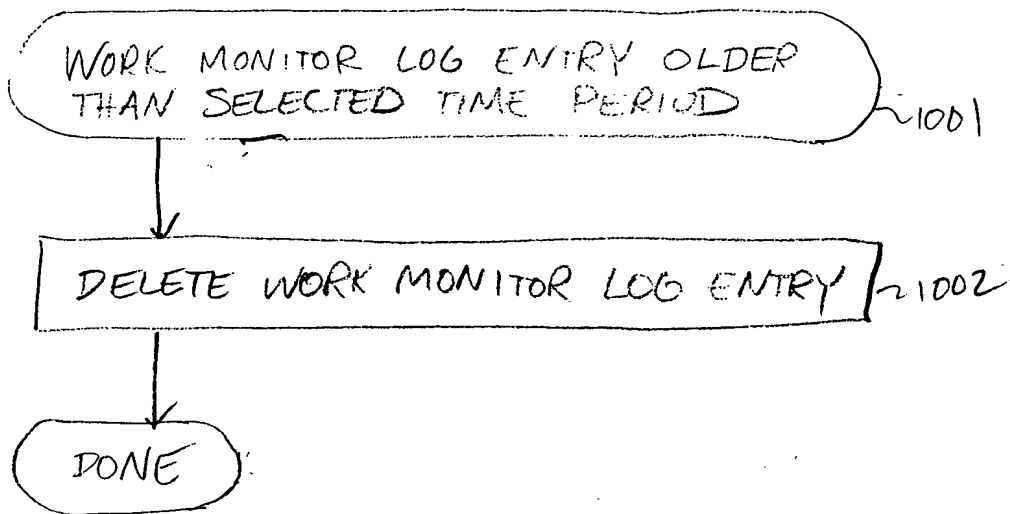 WORK MONITOR LOG ENTRY OLDER
THAN SELECTED TIME PERIOD
1001
DELETE WORK MONITOR LOG ENTRY
1002
DONE